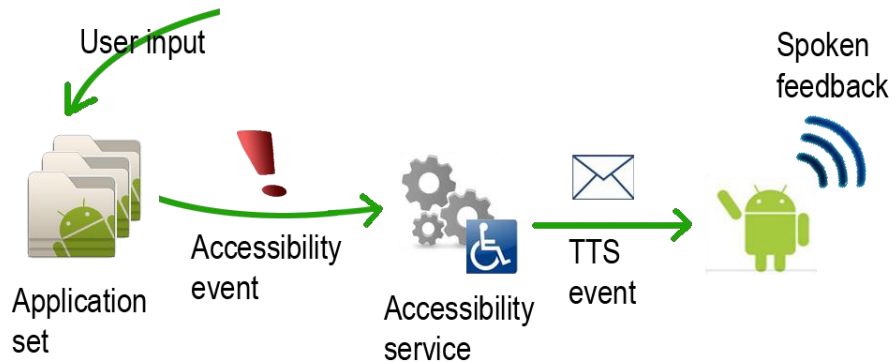 User input
Spoken
feedback
Accessibility
event
TTS
event
Application
set
Accessibility
service